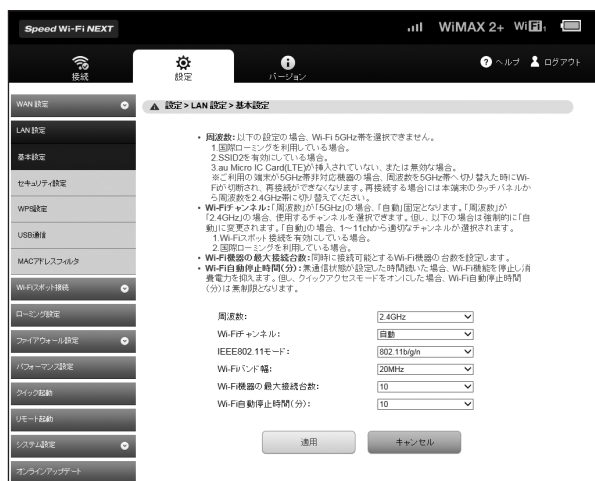 Speed Wi-Fi NEXT
WiMAX 2+ WiFi
接続
設定
バージョン
ヘルプ
ログアウト
WAN 設定
LAN 設定
基本設定
セキュリティ設定
WPS設定
USB通信
MACアドレスフィルタ
Wi-Fiスポット接続
ローミング設定
ファイアウォール設定
パフォーマンス設定
クイック起動
リモート起動
システム設定
オンラインアップデート
設定 > LAN 設定 > 基本設定
• 周波数: 以下の設定の場合、Wi-Fi 5GHz帯を選択できません。
1.国際ローミングを利用している場合。
2.SSID2を有効にしている場合。
3.au Micro IC Card(LTE)が挿入されていない、または無効な場合。
※ご利用の端末が5GHz帯非対応機器の場合、周波数を5GHz帯へ切り替えた時にWi-
Fiが切断され、再接続ができなくなります。再接続する場合には本端末のタッチパネルか
ら周波数を2.4GHz帯に切り替えてください。
• Wi-Fiチャンネル:「周波数」が「5GHz」の場合、「自動」固定となります。「周波数」が
「2.4GHz」の場合、使用するチャンネルを選択できます。但し、以下の場合は強制的に「自
動」に変更されます。「自動」の場合、1~11chから適切なチャンネルが選択されます。
1.Wi-Fiスポット接続を有効にしている場合。
2.国際ローミングを利用している場合。
• Wi-Fi機器の最大接続台数:同時に接続可能とするWi-Fi機器の台数を設定します。
• Wi-Fi自動停止時間(分):無通信状態が設定した時間続いた場合、Wi-Fi機能を停止し消
費電力を抑えます。但し、クイックアクセスモードをオンにした場合、Wi-Fi自動停止時間
(分)は無制限となります。
周波数: 2.4GHz
Wi-Fiチャンネル: 自動
IEEE802.11モード: 802.11b/g/n
Wi-Fiバンド幅: 20MHz
Wi-Fi機器の最大接続台数: 10
Wi-Fi自動停止時間(分): 10
適用
キャンセル